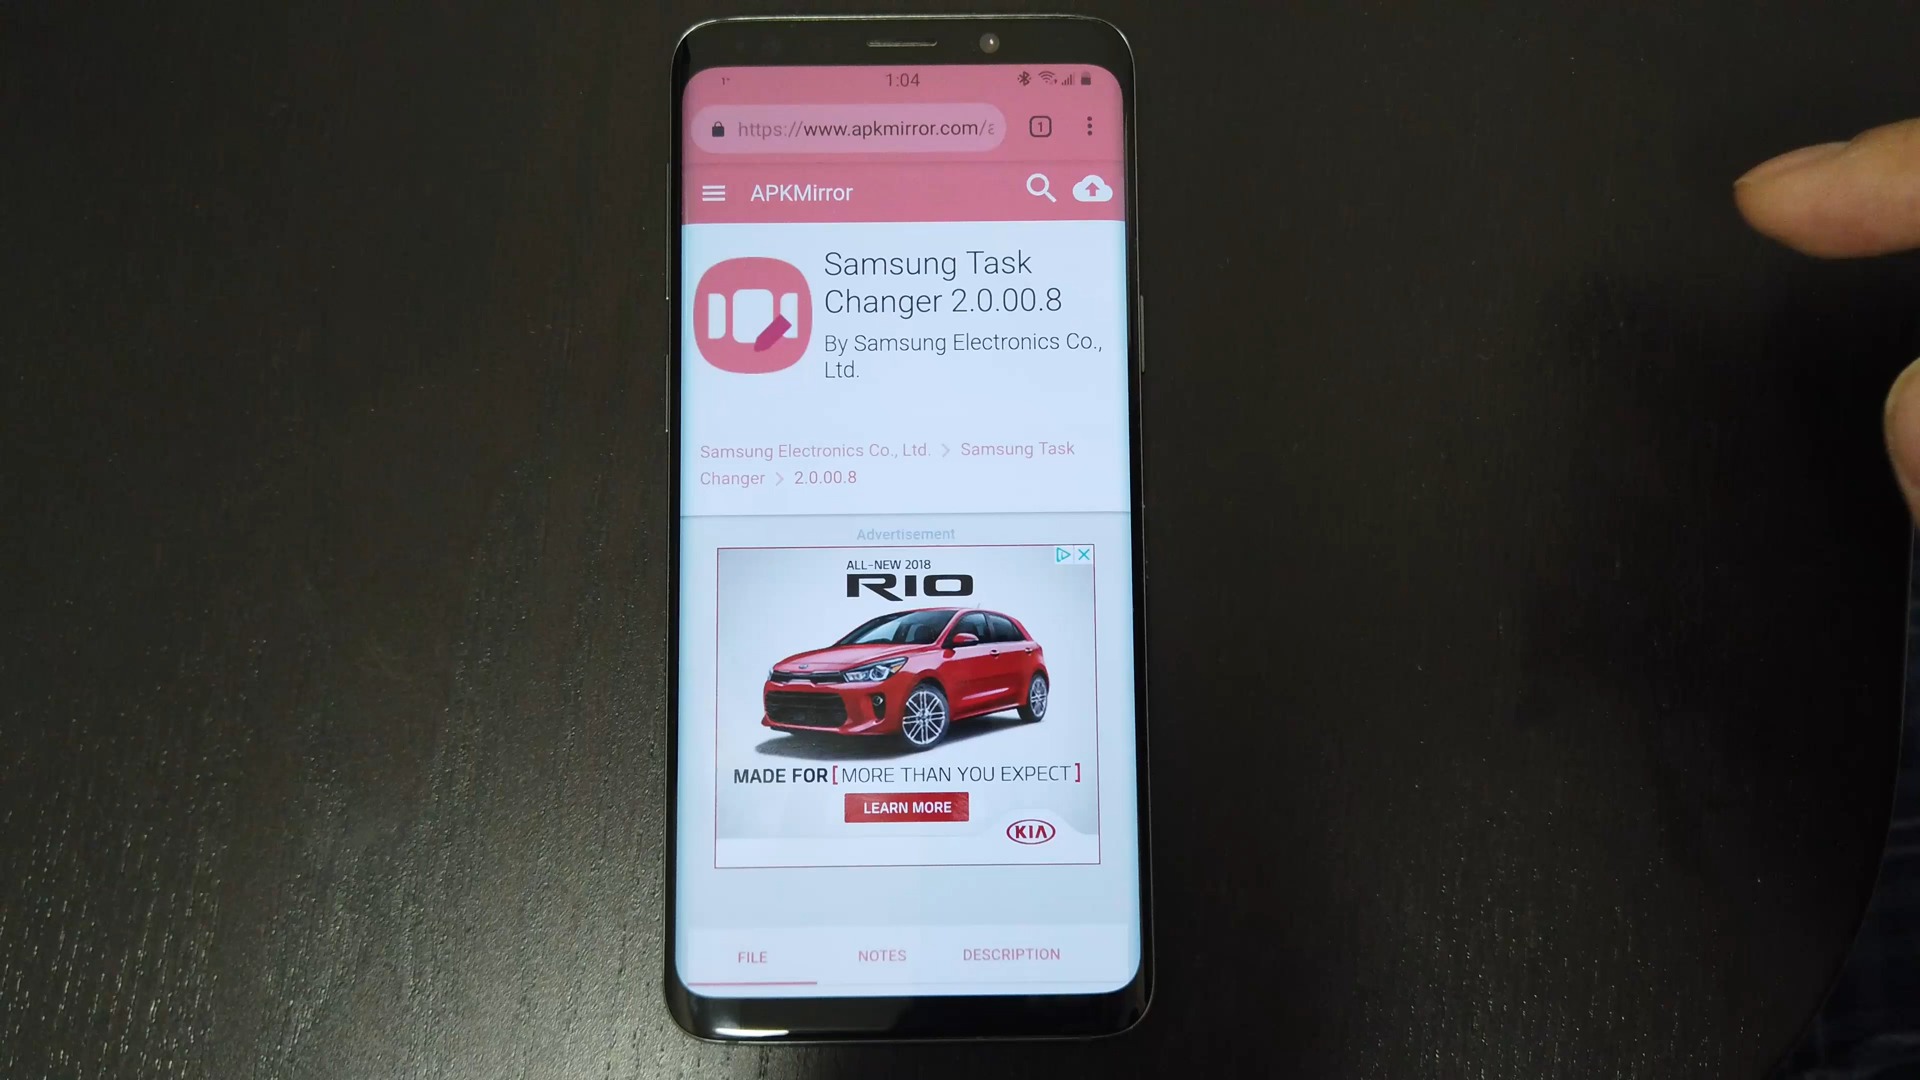 1:04
https://www.apkmirror.com/
1
APKMirror
Samsung Task
Changer 2.0.00.8
By Samsung Electronics Co.,
Ltd.
Samsung Electronics Co., Ltd. > Samsung Task
Changer > 2.0.00.8
Advertisement
ALL-NEW 2018
RIO
MADE FOR [MORE THAN YOU EXPECT]
LEARN MORE
KIA
FILE NOTES DESCRIPTION